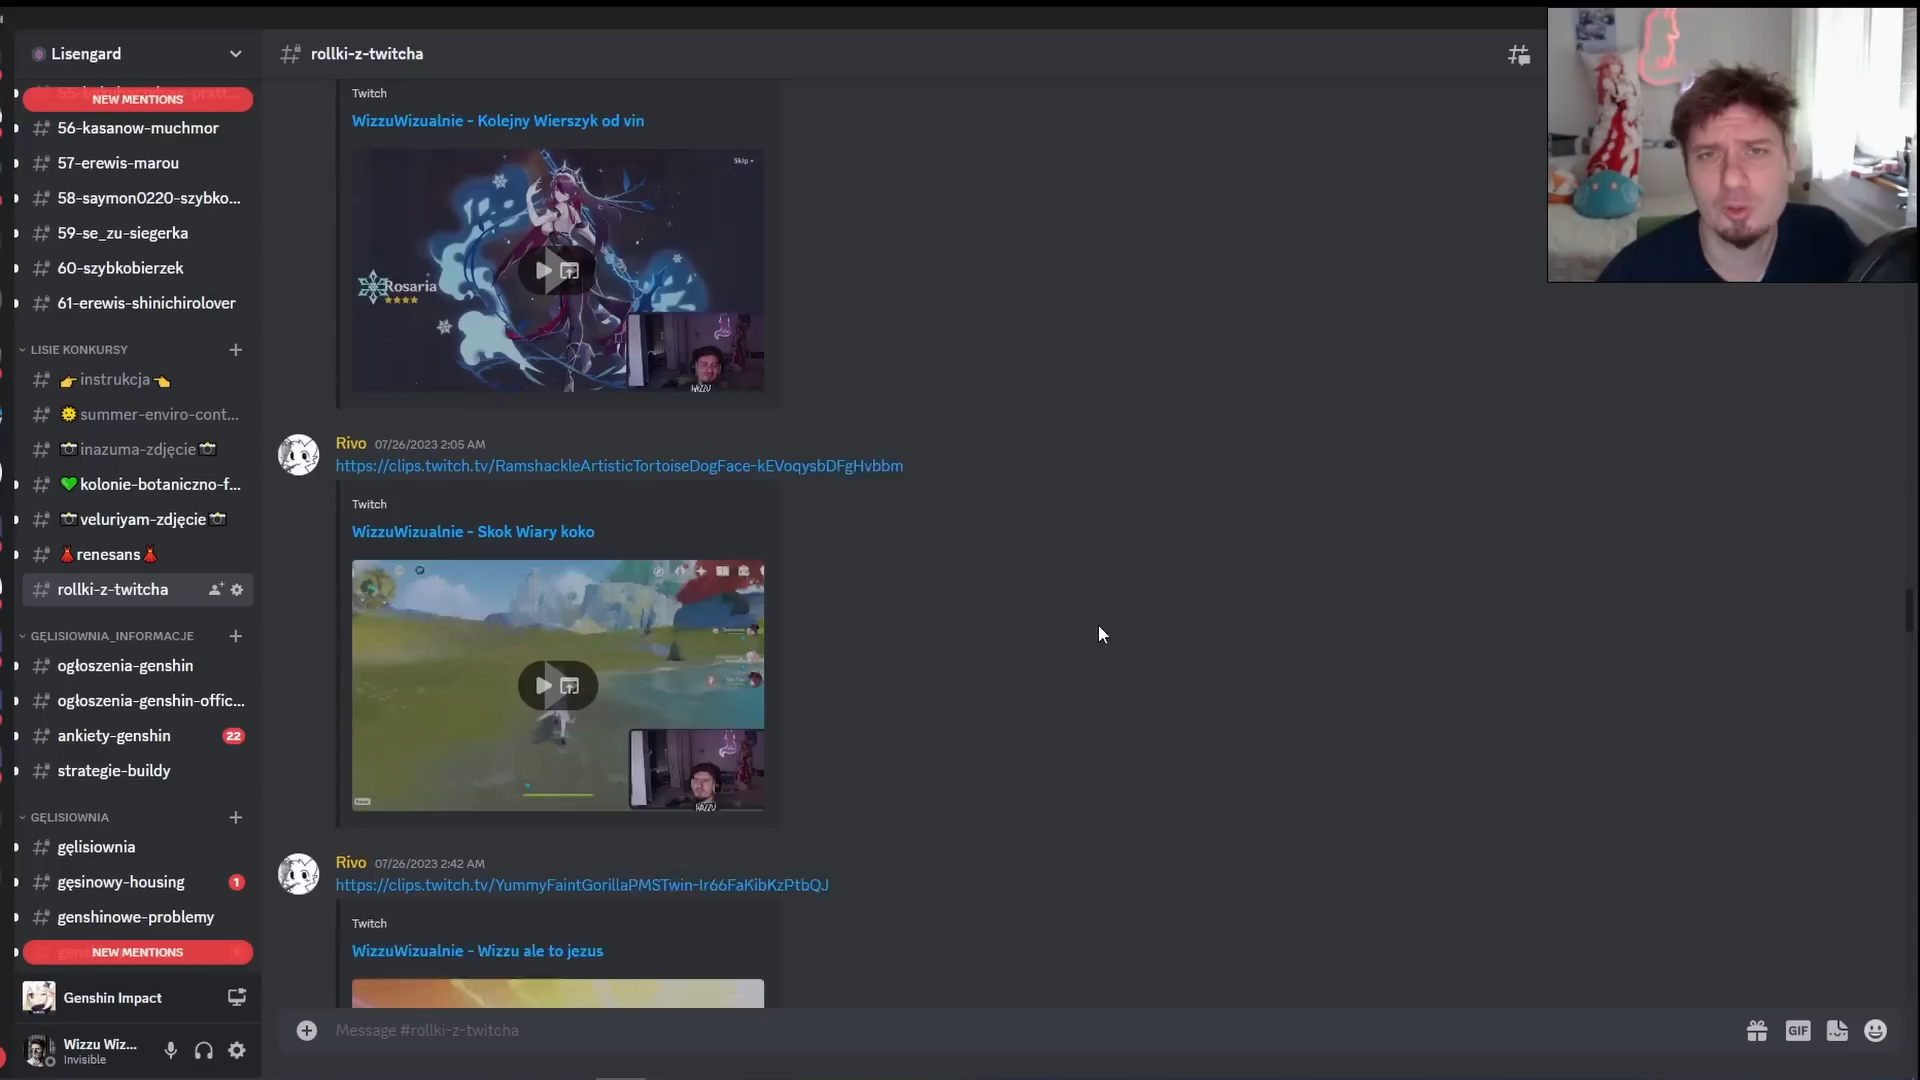 Lisengard
NEW MENTIONS
56-kasanow-muchmor
57-erewis-marou
58-saymon0220-szybko...
59-se_zu-siegerka
60-szybkobierzek
61-erewis-shinichirolover
LISIE KONKURSY
👉instrukcja👈
🌞summer-enviro-cont...
📷inazuma-zdjęcie📷
💚kolonie-botaniczno-f...
📷veluriyam-zdjęcie📷
👗renesans👗
rollki-z-twitcha
GĘLISIOWNIA_INFORMACJE
ogłoszenia-genshin
ogłoszenia-genshin-offic...
ankiety-genshin 22
strategie-buildy
GĘLISIOWNIA
gęlisiownia
gęsinowy-housing 1
genshinowe-problemy
NEW MENTIONS
Genshin Impact
Wizzu Wiz...
Invisible
rollki-z-twitcha
Twitch
WizzuWizualnie - Kolejny Wierszyk od vin
Skip
Rosaria
WIZZU
Rivo 07/26/2023 2:05 AM
https://clips.twitch.tv/RamshackleArtisticTortoiseDogFace-kEVoqysbDFgHvbbm
Twitch
WizzuWizualnie - Skok Wiary koko
WIZZU
Rivo 07/26/2023 2:42 AM
https://clips.twitch.tv/YummyFaintGorillaPMSTwin-Ir66FaKibKzPtbQJ
Twitch
WizzuWizualnie - Wizzu ale to jezus
Message #rollki-z-twitcha
GIF